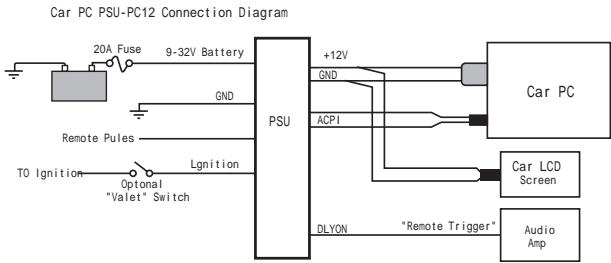 Car PC PSU-PC12 Connection Diagram
20A Fuse
9-32V Battery
+12V
GND
Car PC
GND
PSU
ACPI
Remote Pules
TO Ignition
Lgnition
Optional
"Valet" Switch
Car LCD
Screen
DLYON
"Remote Trigger"
Audio
Amp